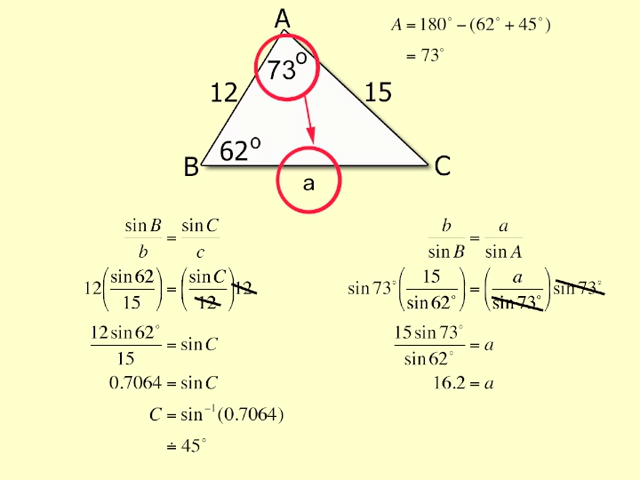 A
A = 180° − (62° + 45°)
= 73°
73°
12
15
62°
B
C
a
sin B / b = sin C / c
12(sin 62 / 15) = (sin C / 12)12
12 sin 62° / 15 = sin C
0.7064 = sin C
C = sin⁻¹(0.7064)
≐ 45°
b / sin B = a / sin A
sin 73°(15 / sin 62°) = (a / sin 73°) sin 73°
15 sin 73° / sin 62° = a
16.2 = a